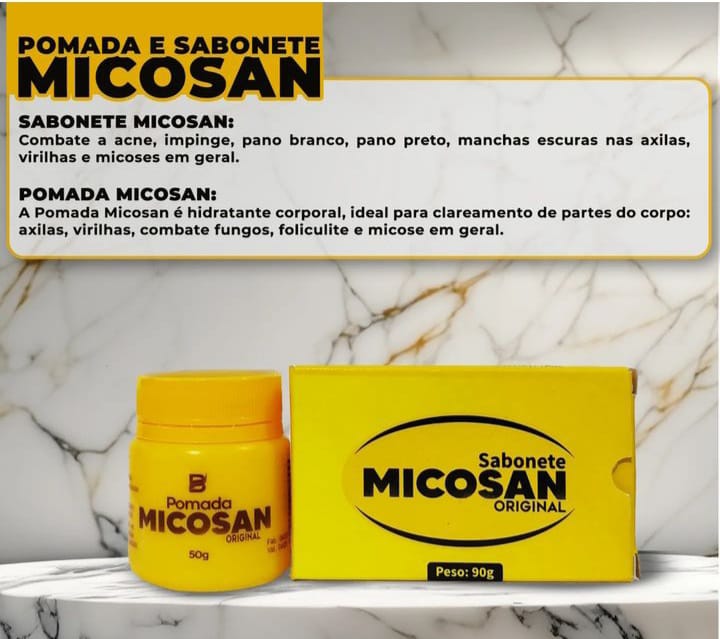 POMADA E SABONETE
MICOSAN
SABONETE MICOSAN:
Combate a acne, impinge, pano branco, pano preto, manchas escuras nas axilas,
virilhas e micoses em geral.
POMADA MICOSAN:
A Pomada Micosan é hidratante corporal, ideal para clareamento de partes do corpo:
axilas, virilhas, combate fungos, foliculite e micose em geral.
B
Pomada
MICOSAN
ORIGINAL
50g
Sabonete
MICOSAN
ORIGINAL
Peso: 90g